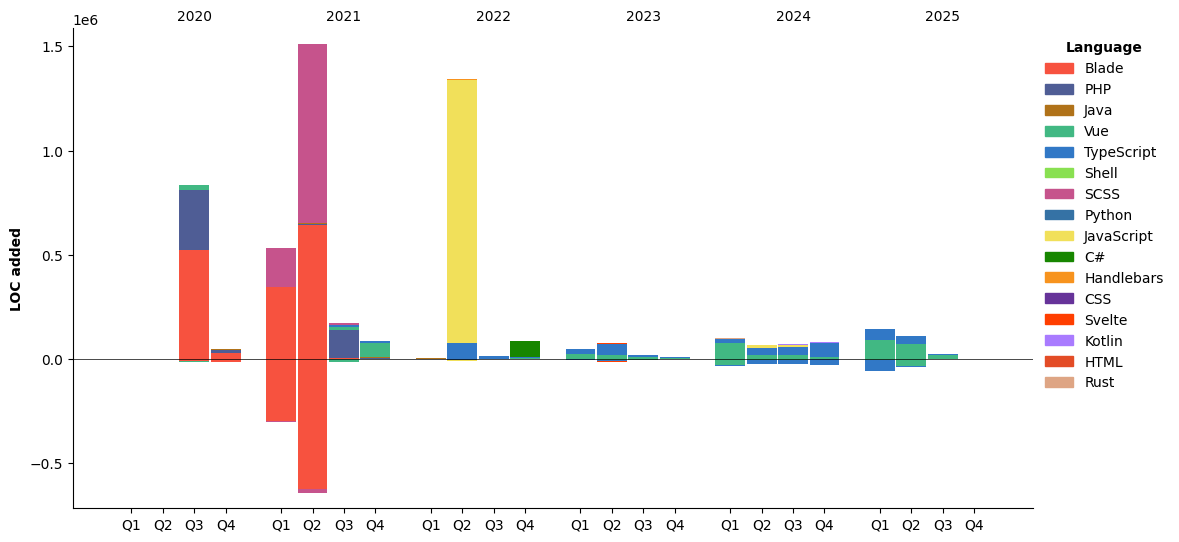 1e6
2020 2021 2022 2023 2024 2025
1.5
1.0
0.5
0.0
−0.5
LOC added
Q1 Q2 Q3 Q4 Q1 Q2 Q3 Q4 Q1 Q2 Q3 Q4 Q1 Q2 Q3 Q4 Q1 Q2 Q3 Q4 Q1 Q2 Q3 Q4
Language
Blade
PHP
Java
Vue
TypeScript
Shell
SCSS
Python
JavaScript
C#
Handlebars
CSS
Svelte
Kotlin
HTML
Rust